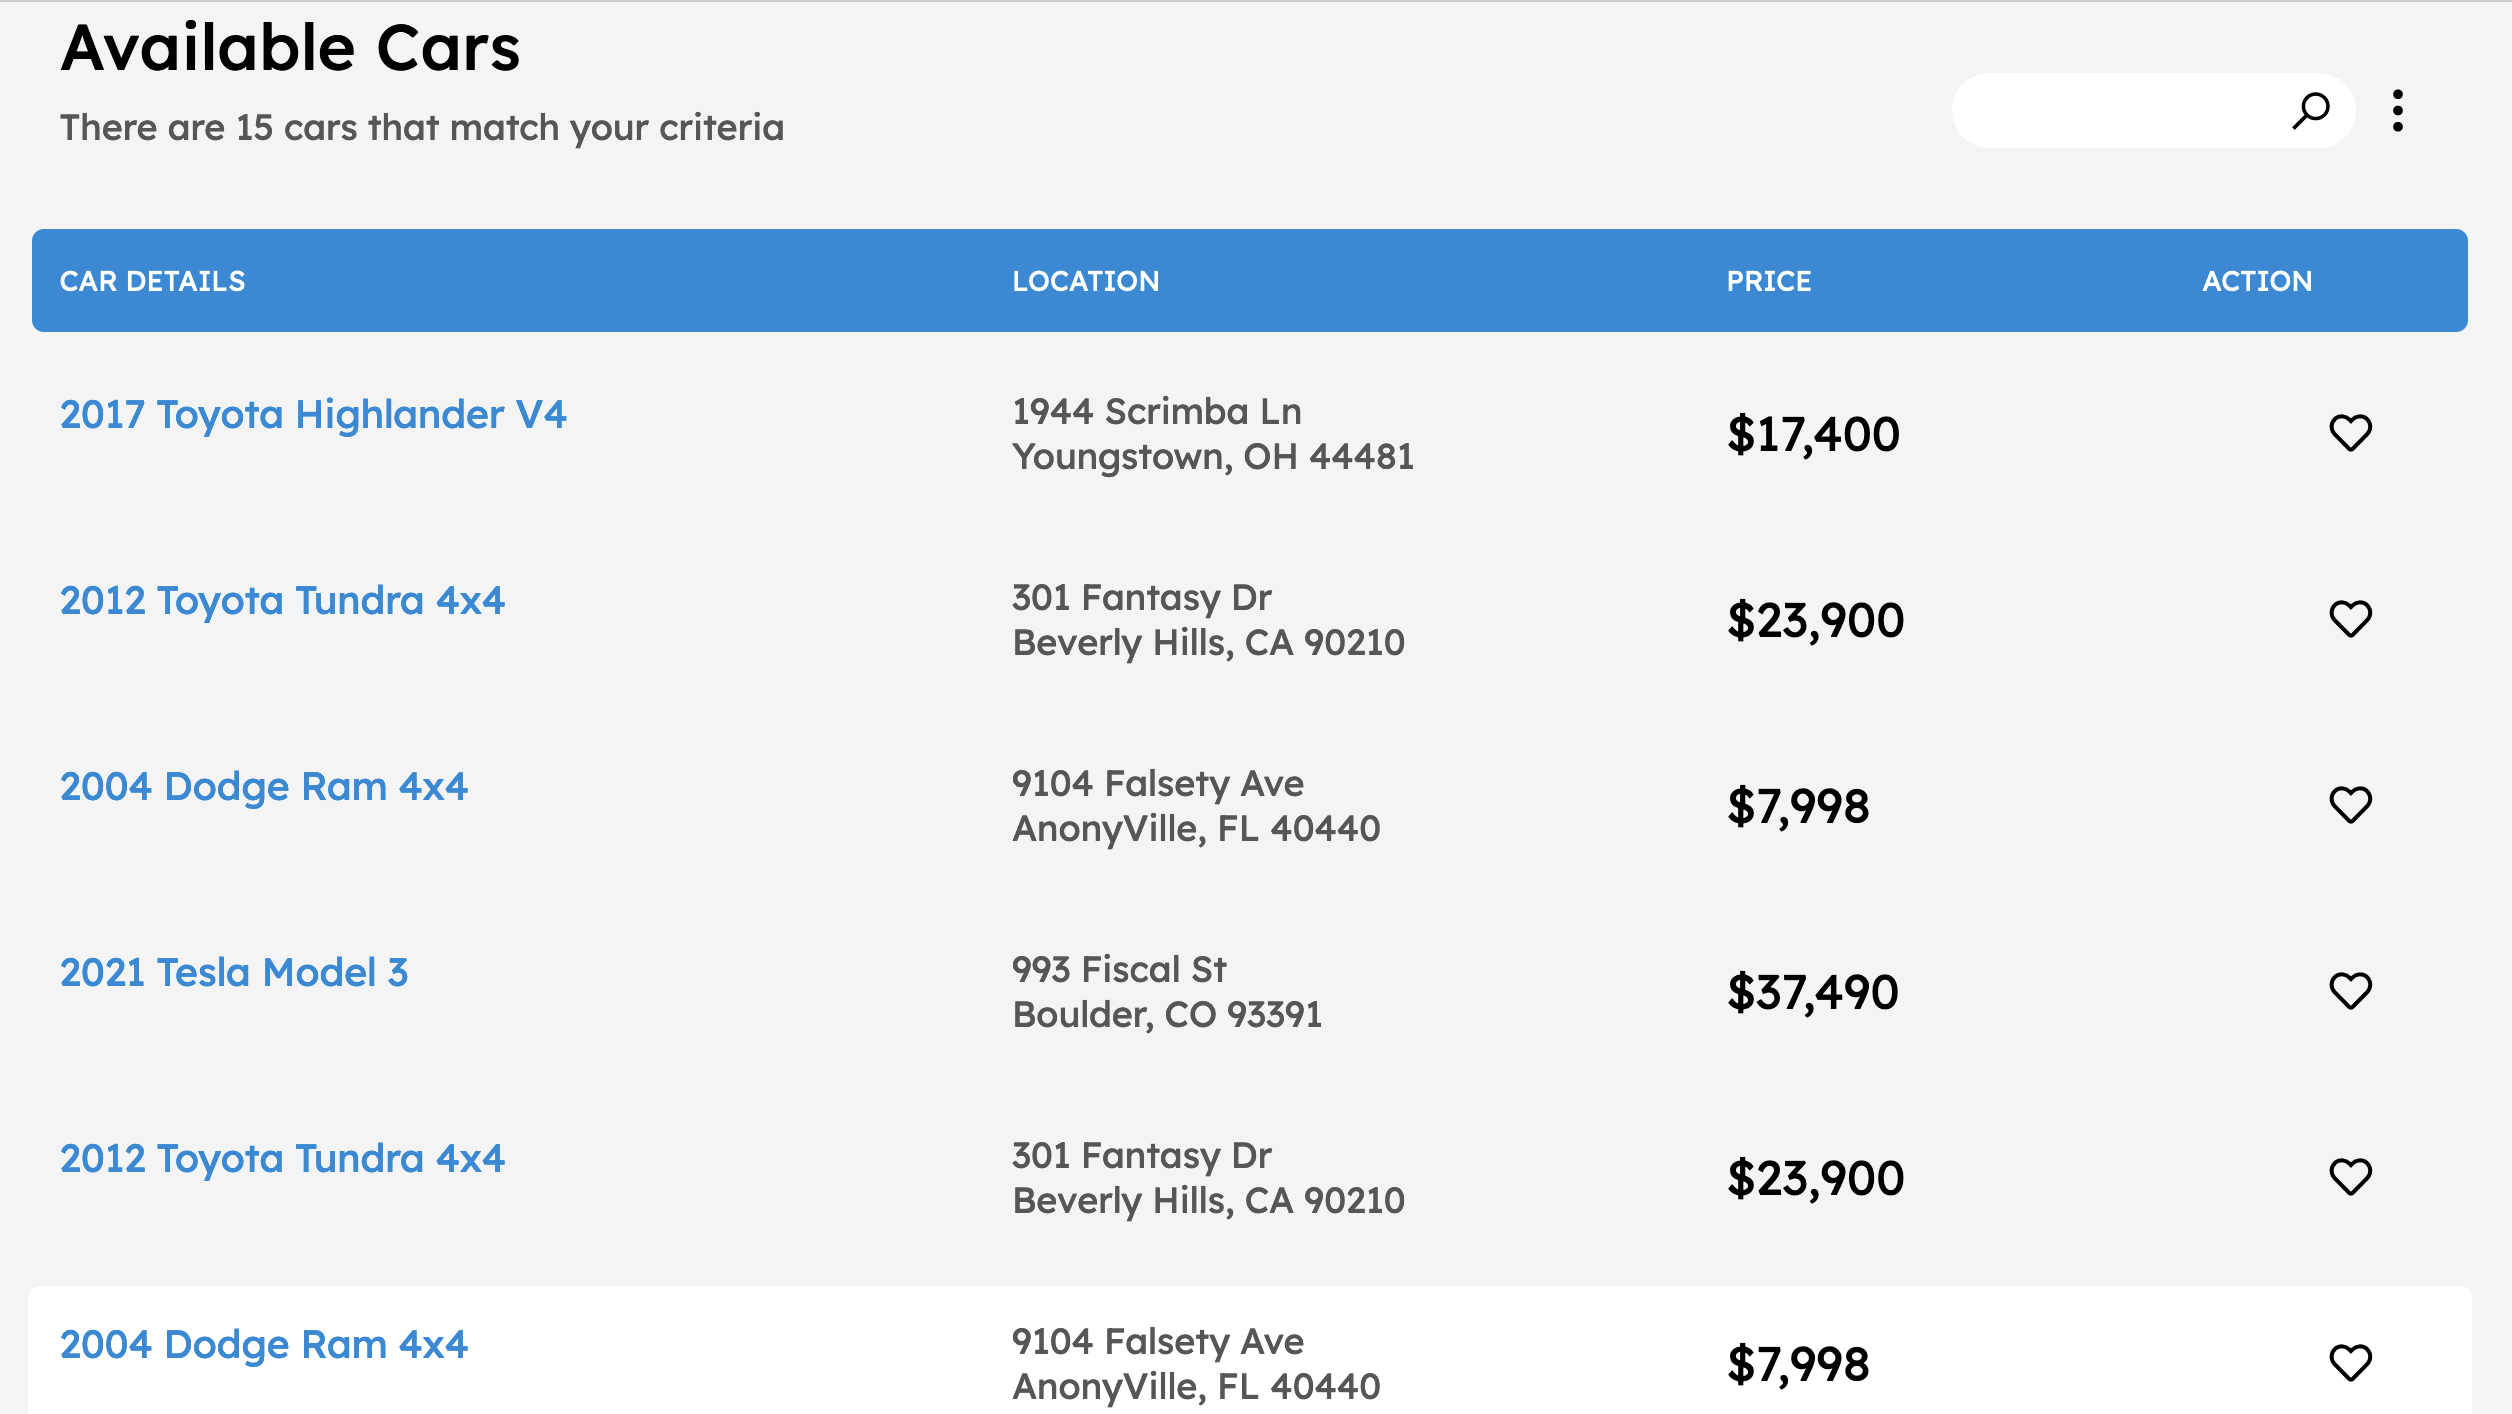 Available Cars
There are 15 cars that match your criteria
CAR DETAILS LOCATION PRICE ACTION
2017 Toyota Highlander V4
1944 Scrimba Ln
Youngstown, OH 44481
$17,400
2012 Toyota Tundra 4x4
301 Fantasy Dr
Beverly Hills, CA 90210
$23,900
2004 Dodge Ram 4x4
9104 Falsety Ave
AnonyVille, FL 40440
$7,998
2021 Tesla Model 3
993 Fiscal St
Boulder, CO 93391
$37,490
2012 Toyota Tundra 4x4
301 Fantasy Dr
Beverly Hills, CA 90210
$23,900
2004 Dodge Ram 4x4
9104 Falsety Ave
AnonyVille, FL 40440
$7,998